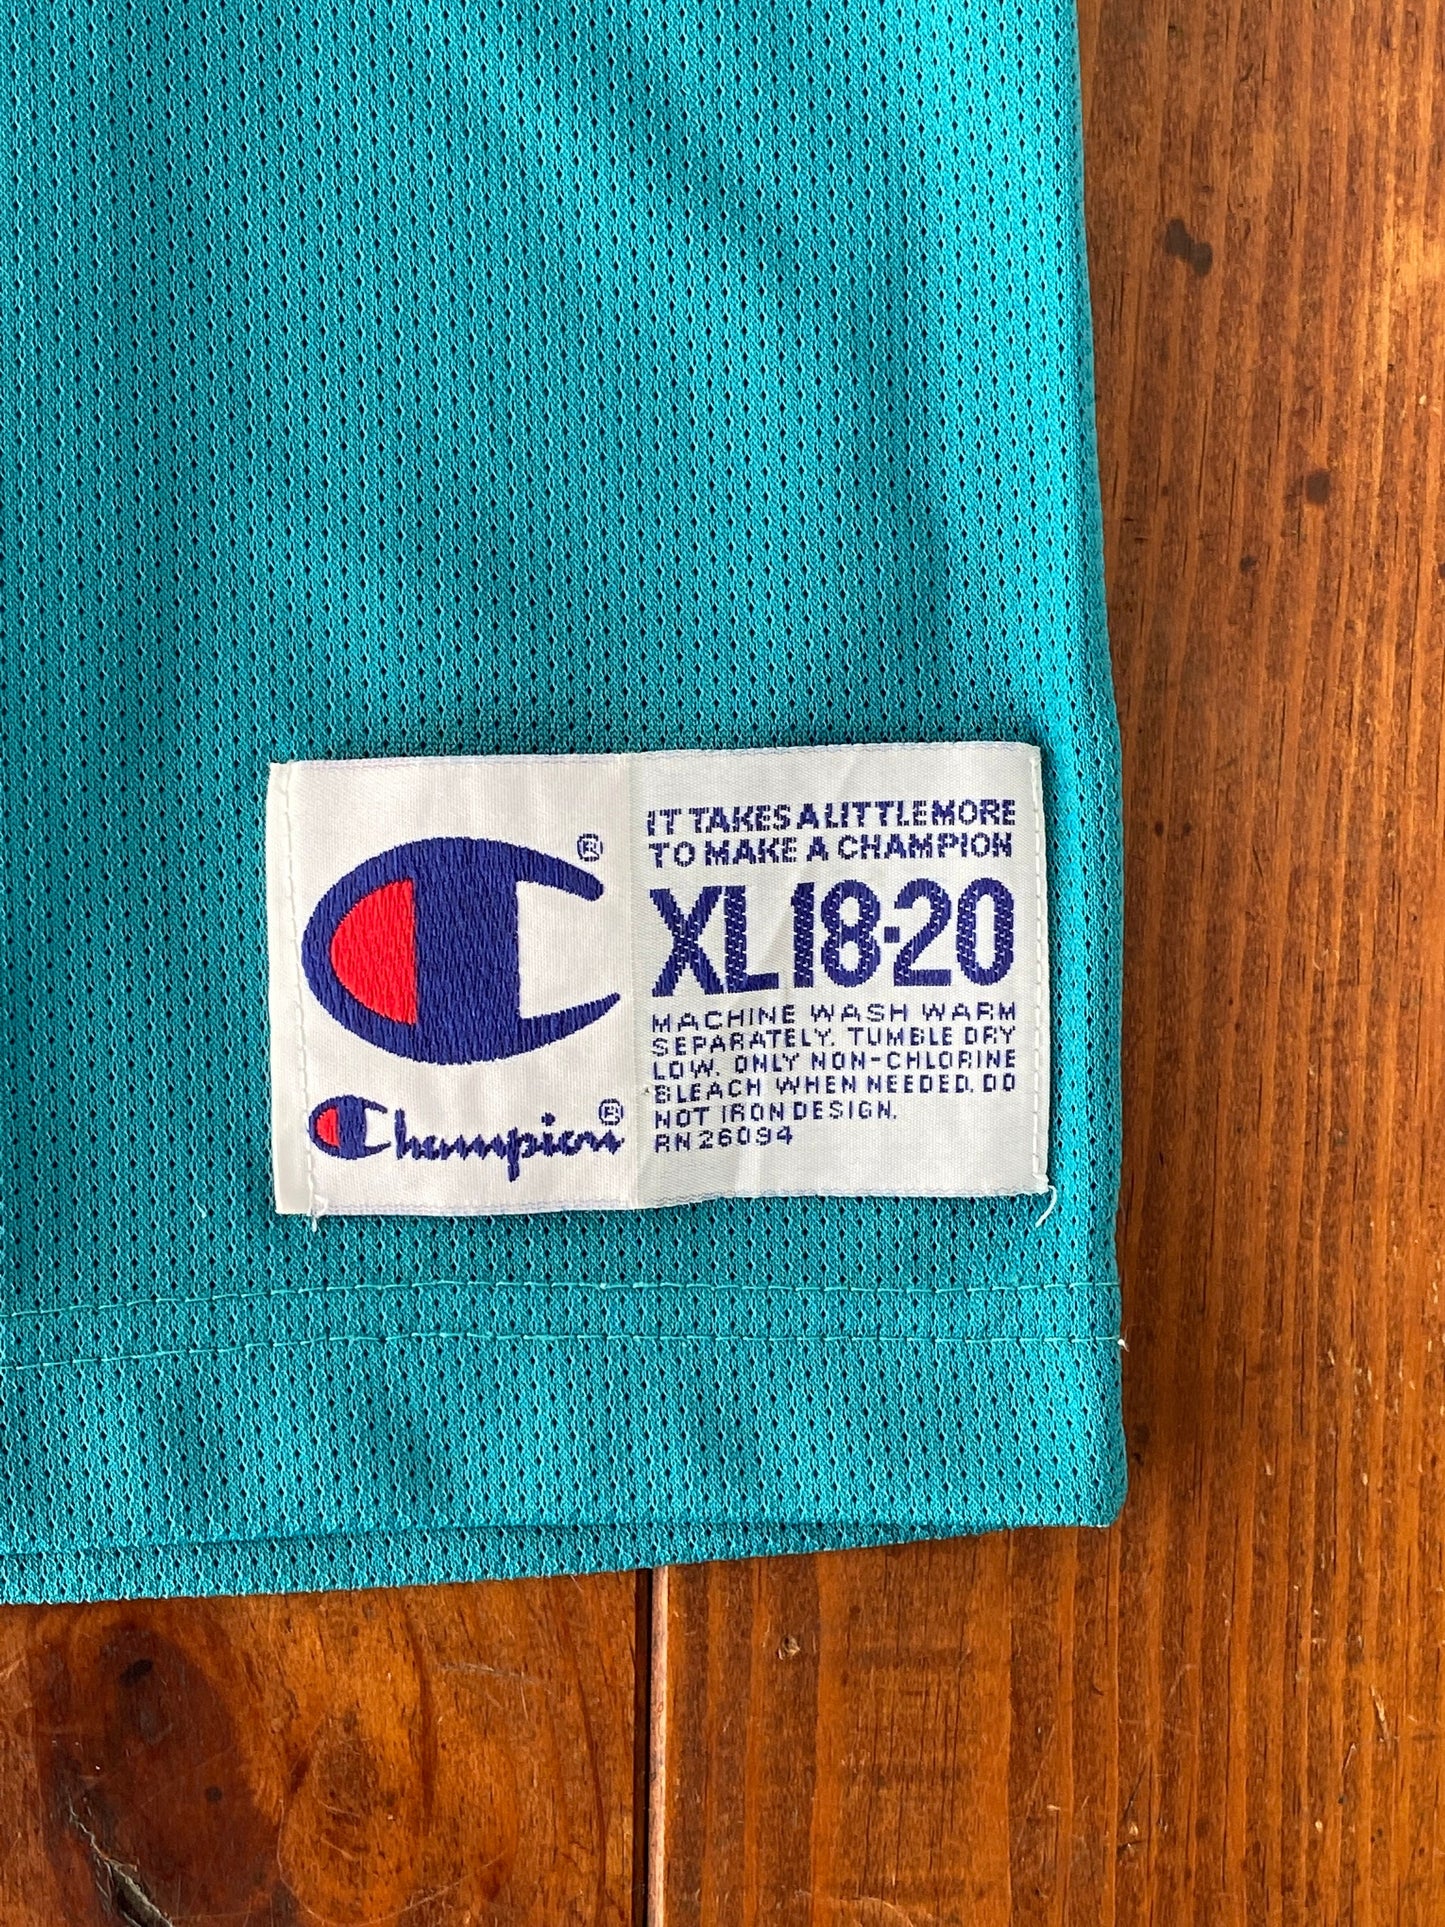 ®
Champion®
IT TAKES A LITTLE MORE
TO MAKE A CHAMPION
XL 18-20
MACHINE WASH WARM
SEPARATELY. TUMBLE DRY
LOW. ONLY NON-CHLORINE
BLEACH WHEN NEEDED. DO
NOT IRON DESIGN.
RN 26094